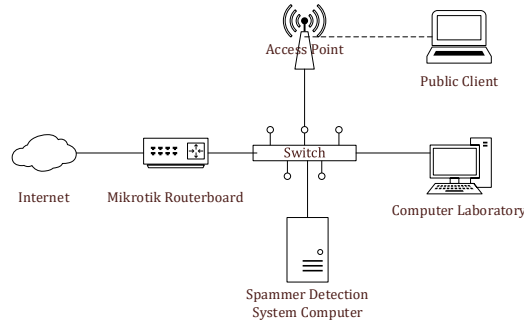 Access Point
Public Client
Switch
Internet
Mikrotik Routerboard
Computer Laboratory
Spammer Detection
System Computer